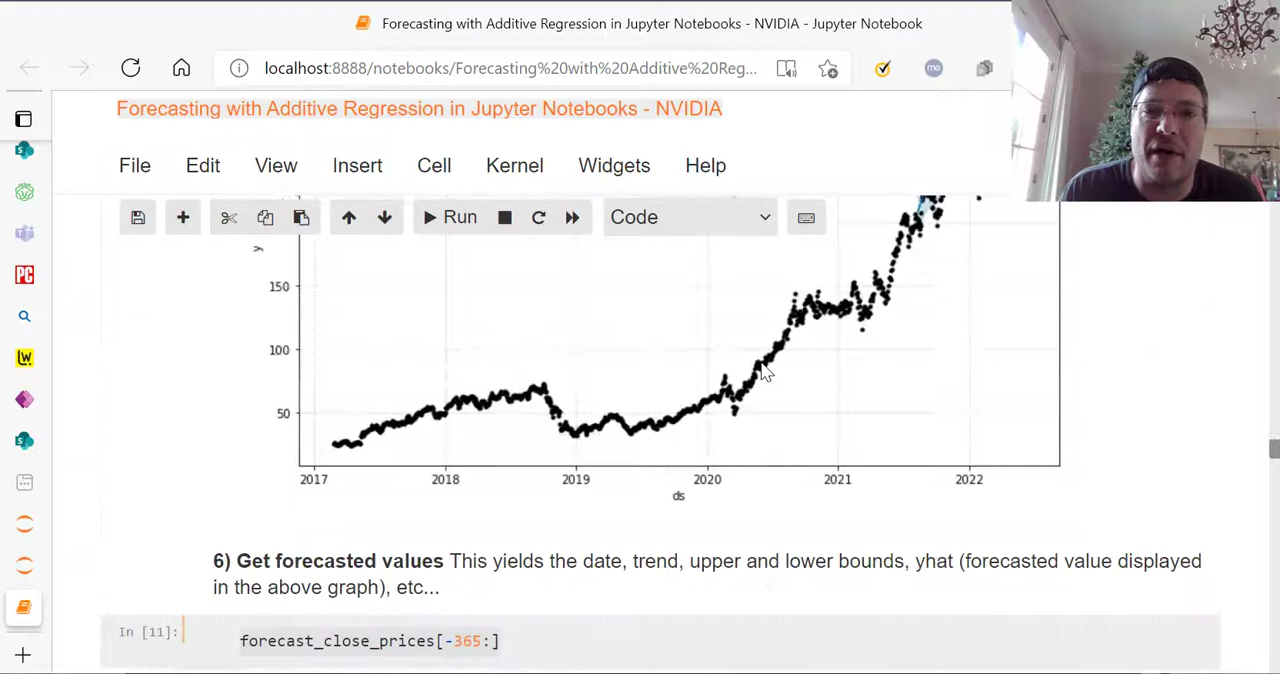 Forecasting with Additive Regression in Jupyter Notebooks - NVIDIA - Jupyter Notebook
localhost:8888/notebooks/Forecasting%20with%20Additive%20Reg...
me
Forecasting with Additive Regression in Jupyter Notebooks - NVIDIA
File Edit View Insert Cell Kernel Widgets Help
Run Code
y
150
100
50
2017 2018 2019 2020 2021 2022
ds
6) Get forecasted values This yields the date, trend, upper and lower bounds, yhat (forecasted value displayed
in the above graph), etc...
In [11]: forecast_close_prices[-365:]
S
PC
LW
S